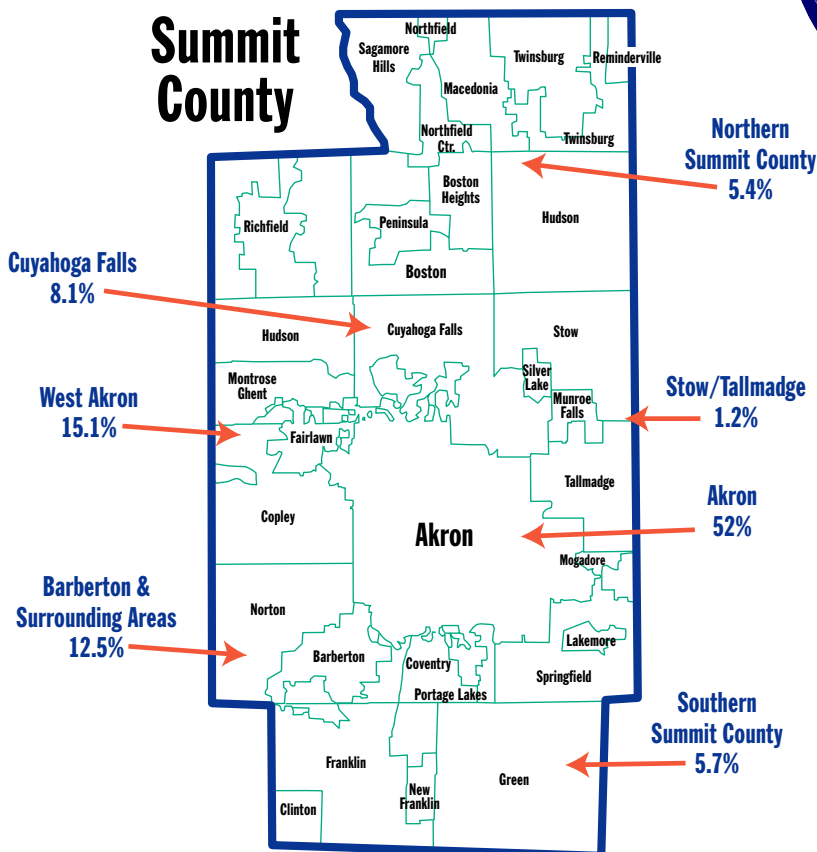 Summit
County
Northfield
Sagamore
Hills
Twinsburg
Reminderville
Macedonia
Northfield
Ctr.
Twinsburg
Northern
Summit County
5.4%
Boston
Heights
Richfield
Peninsula
Hudson
Boston
Cuyahoga Falls
8.1%
Hudson
Cuyahoga Falls
Stow
Silver
Lake
Montrose
Ghent
Munroe
Falls
West Akron
15.1%
Stow/Tallmadge
1.2%
Fairlawn
Tallmadge
Copley
Akron
Akron
52%
Mogadore
Barberton &
Surrounding Areas
12.5%
Norton
Lakemore
Barberton
Coventry
Springfield
Portage Lakes
Southern
Summit County
5.7%
Franklin
Green
New
Franklin
Clinton